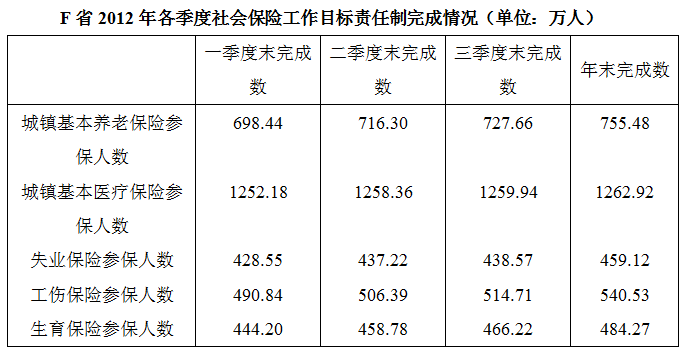 F 省 2012 年各季度社会保险工作目标责任制完成情况（单位：万人）
一季度末完成数 二季度末完成数 三季度末完成数 年末完成数
城镇基本养老保险参保人数 698.44 716.30 727.66 755.48
城镇基本医疗保险参保人数 1252.18 1258.36 1259.94 1262.92
失业保险参保人数 428.55 437.22 438.57 459.12
工伤保险参保人数 490.84 506.39 514.71 540.53
生育保险参保人数 444.20 458.78 466.22 484.27